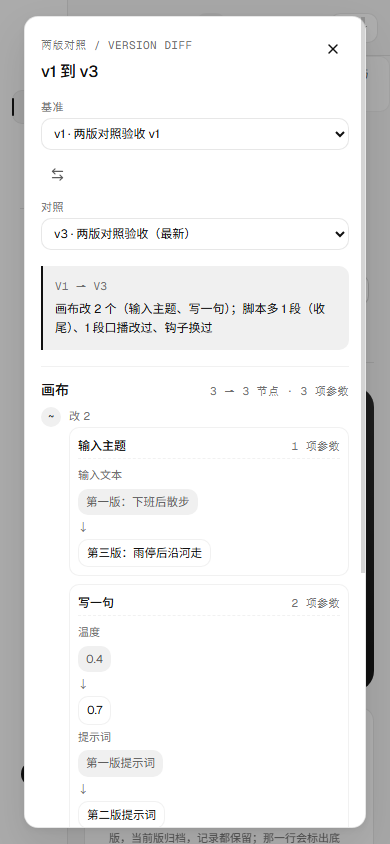 两版对照 / VERSION DIFF
v1 到 v3
基准
v1 · 两版对照验收 v1
对照
v3 · 两版对照验收（最新）
V1 → V3
画布改 2 个（输入主题、写一句）；脚本多 1 段（收
尾）、1 段口播改过、钩子换过
画布
3 → 3 节点 · 3 项参数
~ 改 2
输入主题
1 项参数
输入文本
第一版：下班后散步
↓
第三版：雨停后沿河走
写一句
2 项参数
温度
0.4
↓
0.7
提示词
第一版提示词
↓
第二版提示词
版，当前版归档，记录都保留；那一行会标出底